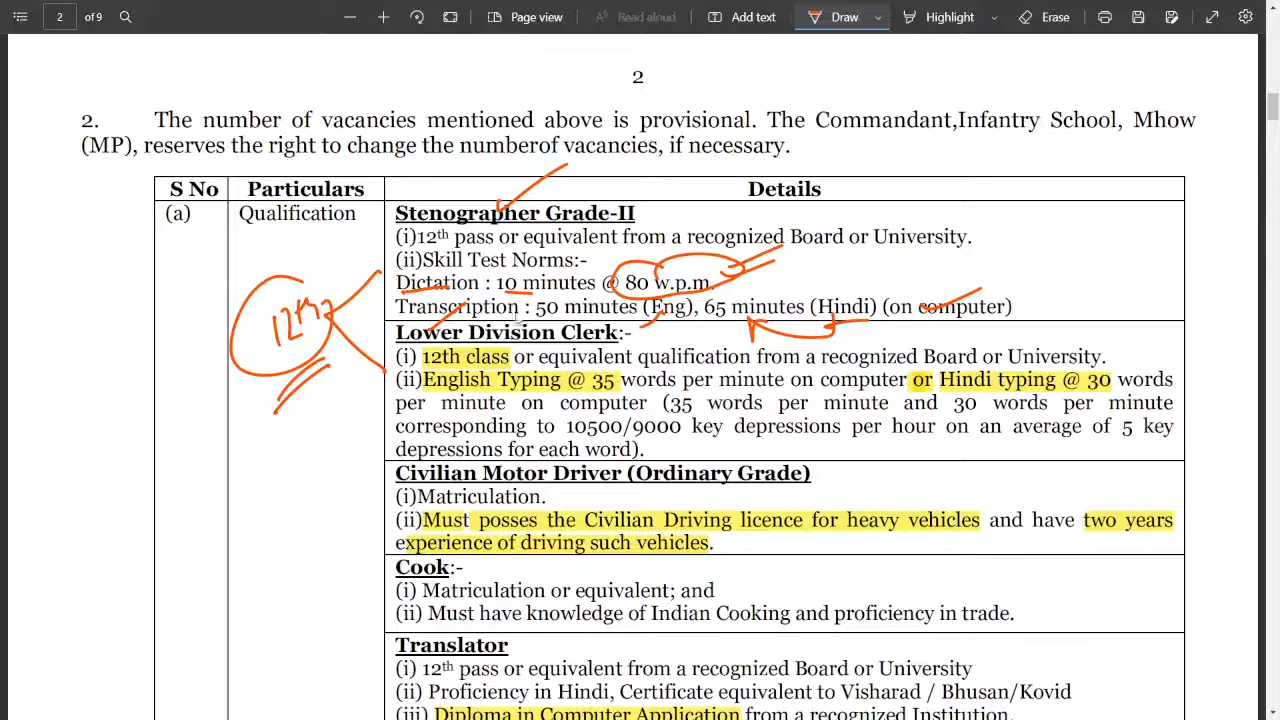 2 of 9
Page view
Read aloud
Add text
Draw
Highlight
Erase
2
2. The number of vacancies mentioned above is provisional. The Commandant,Infantry School, Mhow
(MP), reserves the right to change the numberof vacancies, if necessary.
S No Particulars Details
(a) Qualification Stenographer Grade-II
(i)12th pass or equivalent from a recognized Board or University.
(ii)Skill Test Norms:-
Dictation : 10 minutes @ 80 w.p.m.
Transcription : 50 minutes (Eng), 65 minutes (Hindi) (on computer)
12th
Lower Division Clerk:-
(i) 12th class or equivalent qualification from a recognized Board or University.
(ii)English Typing @ 35 words per minute on computer or Hindi typing @ 30 words
per minute on computer (35 words per minute and 30 words per minute
corresponding to 10500/9000 key depressions per hour on an average of 5 key
depressions for each word).
Civilian Motor Driver (Ordinary Grade)
(i)Matriculation.
(ii)Must posses the Civilian Driving licence for heavy vehicles and have two years
experience of driving such vehicles.
Cook:-
(i) Matriculation or equivalent; and
(ii) Must have knowledge of Indian Cooking and proficiency in trade.
Translator
(i) 12th pass or equivalent from a recognized Board or University
(ii) Proficiency in Hindi, Certificate equivalent to Visharad / Bhusan/Kovid
(iii) Diploma in Computer Application from a recognized Institution.